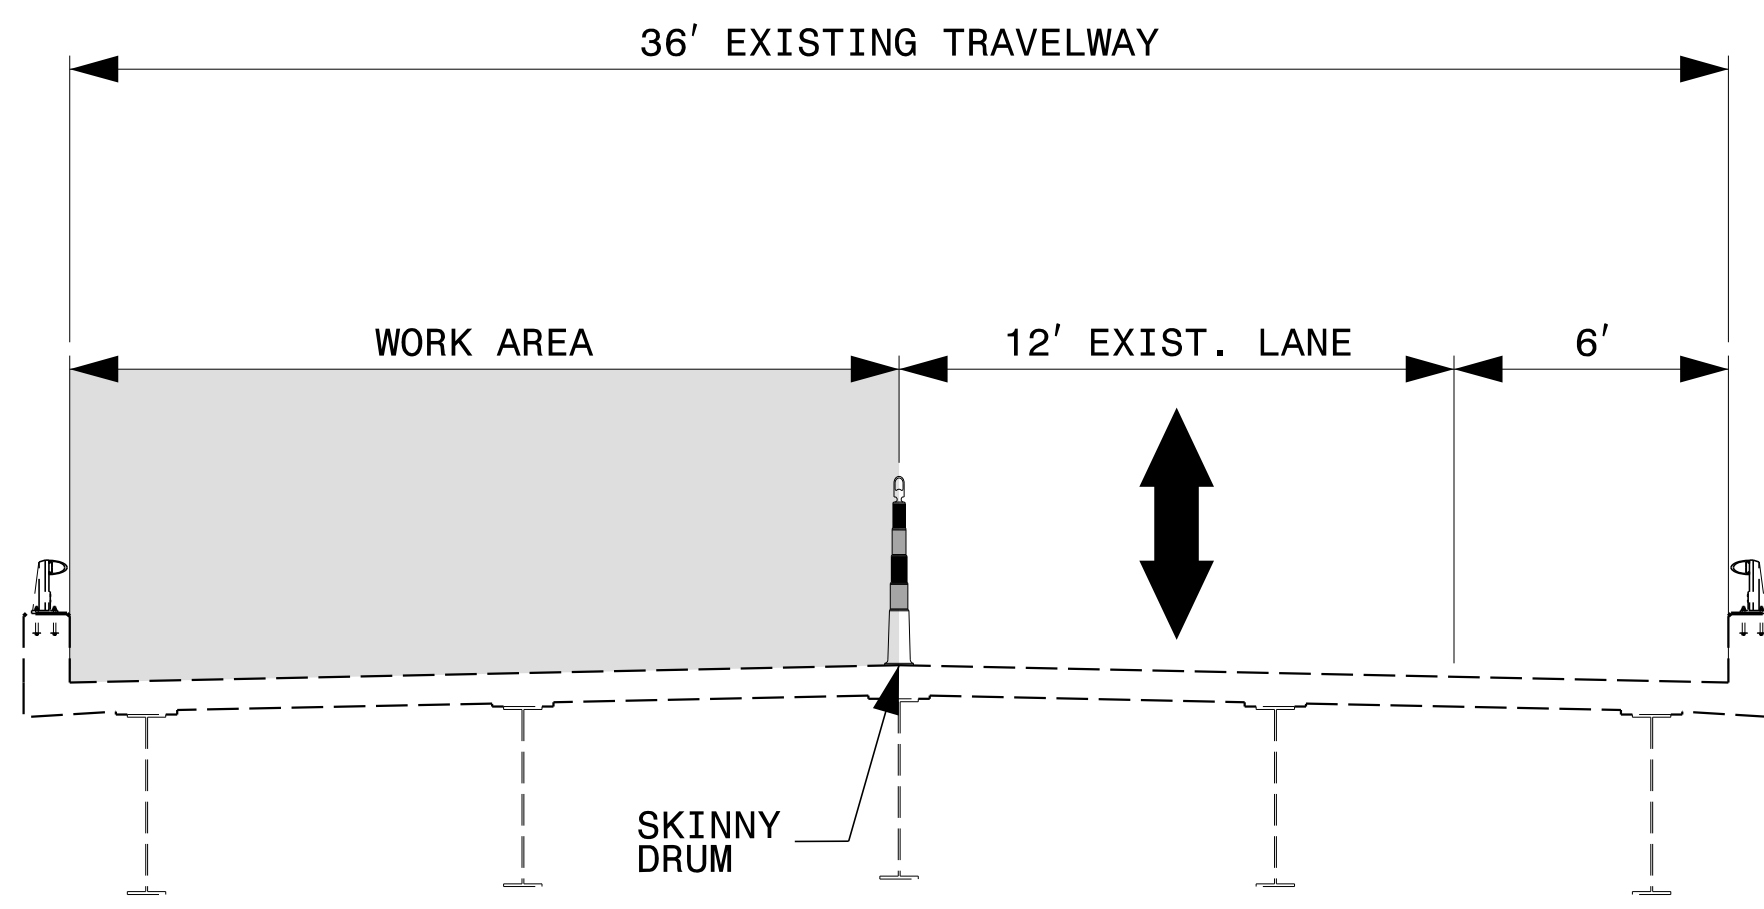 36' EXISTING TRAVELWAY
WORK AREA
12' EXIST. LANE
6'
SKINNY
DRUM